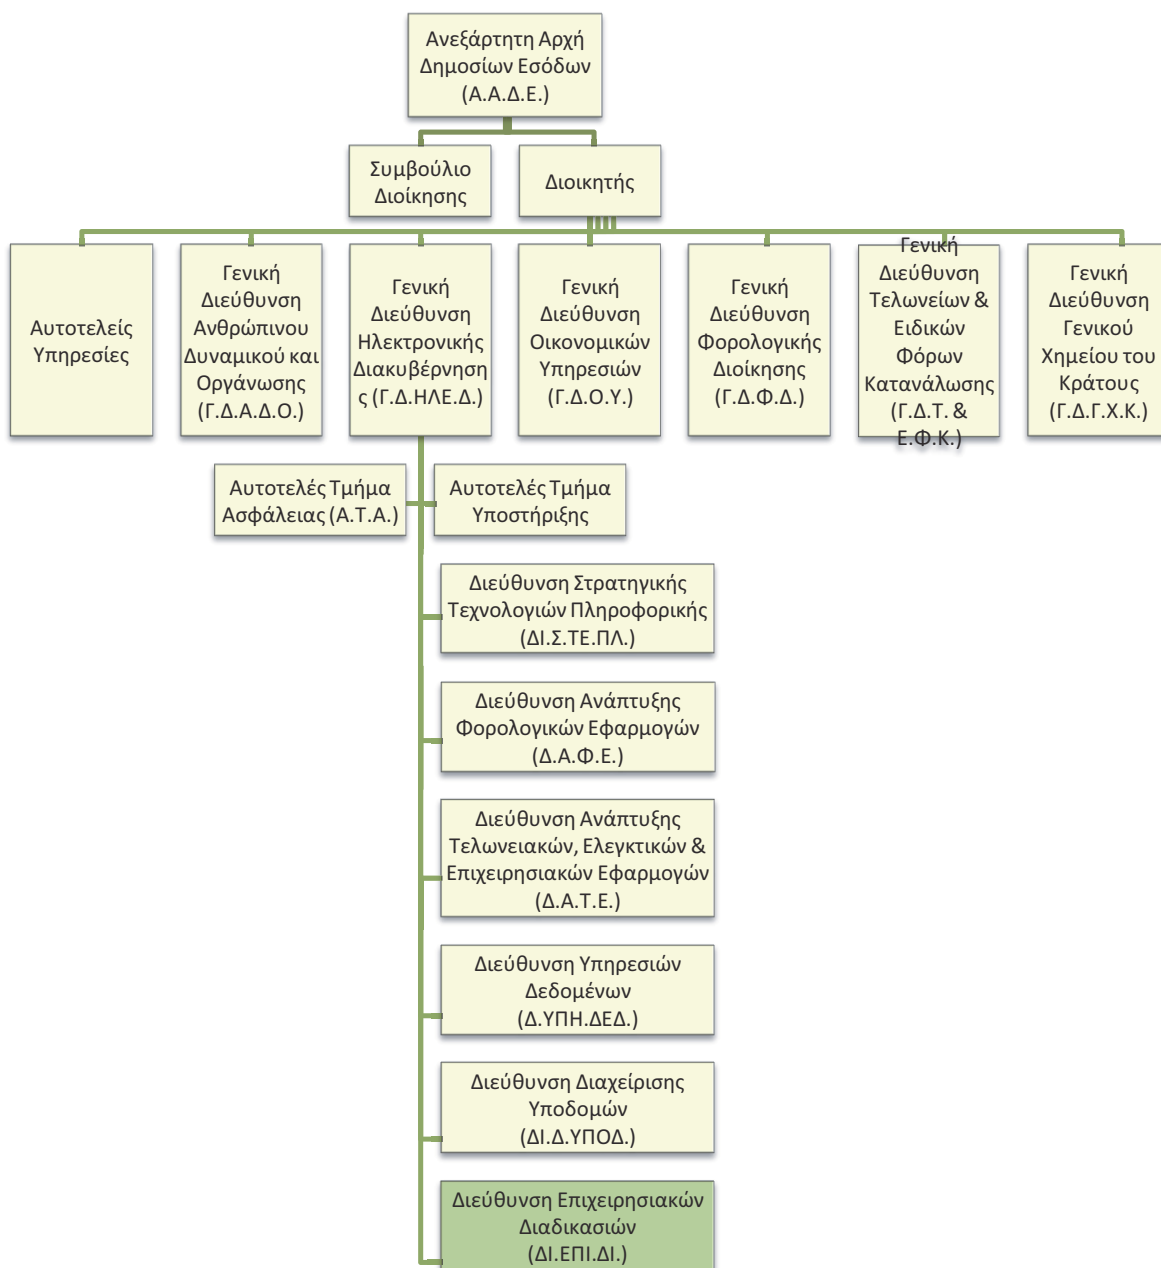 Ανεξάρτητη Αρχή
Δημοσίων Εσόδων
(Α.Α.Δ.Ε.)
Συμβούλιο
Διοίκησης
Διοικητής
Αυτοτελείς
Υπηρεσίες
Γενική
Διεύθυνση
Ανθρώπινου
Δυναμικού και
Οργάνωσης
(Γ.Δ.Α.Δ.Ο.)
Γενική
Διεύθυνση
Ηλεκτρονικής
Διακυβέρνηση
ς (Γ.Δ.ΗΛΕ.Δ.)
Γενική
Διεύθυνση
Οικονομικών
Υπηρεσιών
(Γ.Δ.Ο.Υ.)
Γενική
Διεύθυνση
Φορολογικής
Διοίκησης
(Γ.Δ.Φ.Δ.)
Γενική
Διεύθυνση
Τελωνείων &
Ειδικών
Φόρων
Κατανάλωσης
(Γ.Δ.Τ. &
Ε.Φ.Κ.)
Γενική
Διεύθυνση
Γενικού
Χημείου του
Κράτους
(Γ.Δ.Γ.Χ.Κ.)
Αυτοτελές Τμήμα
Ασφάλειας (Α.Τ.Α.)
Αυτοτελές Τμήμα
Υποστήριξης
Διεύθυνση Στρατηγικής
Τεχνολογιών Πληροφορικής
(ΔΙ.Σ.ΤΕ.ΠΛ.)
Διεύθυνση Ανάπτυξης
Φορολογικών Εφαρμογών
(Δ.Α.Φ.Ε.)
Διεύθυνση Ανάπτυξης
Τελωνειακών, Ελεγκτικών &
Επιχειρησιακών Εφαρμογών
(Δ.Α.Τ.Ε.)
Διεύθυνση Υπηρεσιών
Δεδομένων
(Δ.ΥΠΗ.ΔΕΔ.)
Διεύθυνση Διαχείρισης
Υποδομών
(ΔΙ.Δ.ΥΠΟΔ.)
Διεύθυνση Επιχειρησιακών
Διαδικασιών
(ΔΙ.ΕΠΙ.ΔΙ.)